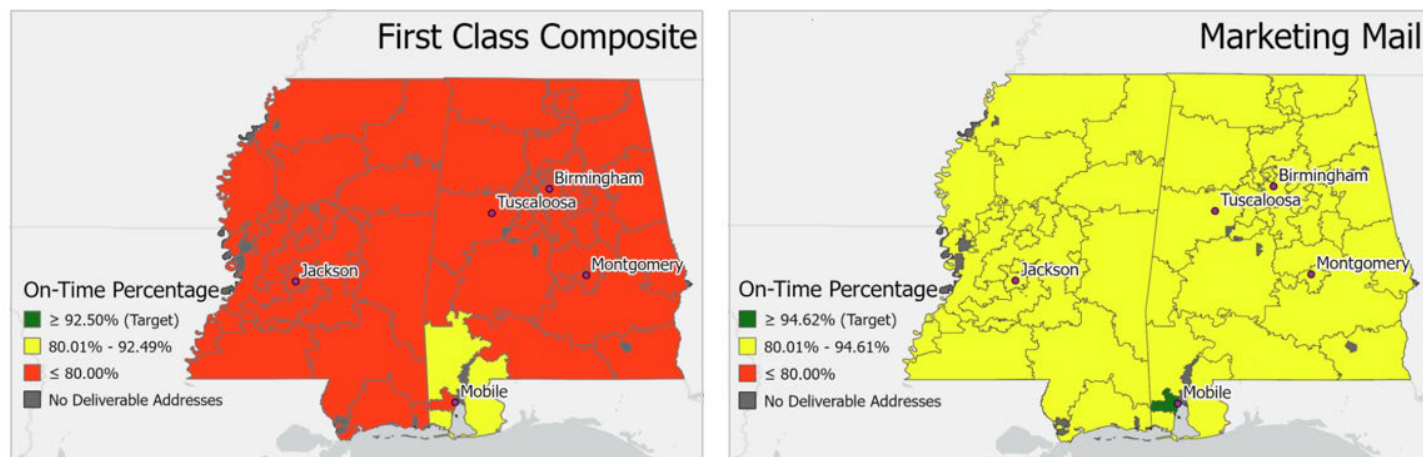 First Class Composite
Birmingham
Tuscaloosa
Jackson
Montgomery
On-Time Percentage
≥ 92.50% (Target)
80.01% - 92.49%
≤ 80.00%
No Deliverable Addresses
Mobile
Marketing Mail
Birmingham
Tuscaloosa
Jackson
Montgomery
On-Time Percentage
≥ 94.62% (Target)
80.01% - 94.61%
≤ 80.00%
No Deliverable Addresses
Mobile